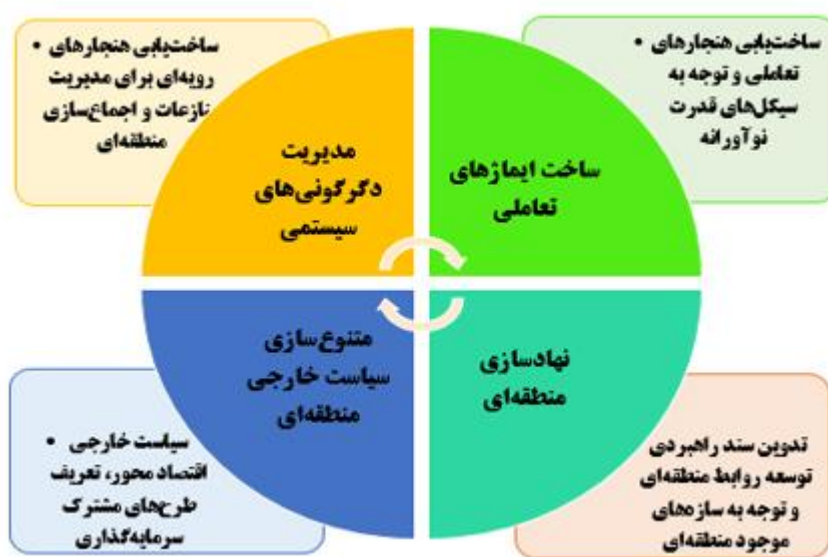 ساخت‌یابی هنجارهای
تعاملی و توجه به
سیکل‌های قدرت
نوآورانه
ساخت ایماژهای
تعاملی
ساخت‌یابی هنجارهای
رویه‌ای برای مدیریت
منازعات و اجماع‌سازی
منطقه‌ای
مدیریت
دگرگونی‌های
سیستمی
نهادسازی
منطقه‌ای
تدوین سند راهبردی
توسعه روابط منطقه‌ای
و توجه به سازه‌های
موجود منطقه‌ای
متنوع‌سازی
سیاست خارجی
منطقه‌ای
سیاست خارجی
اقتصاد محور، تعریف
طرح‌های مشترک
سرمایه‌گذاری